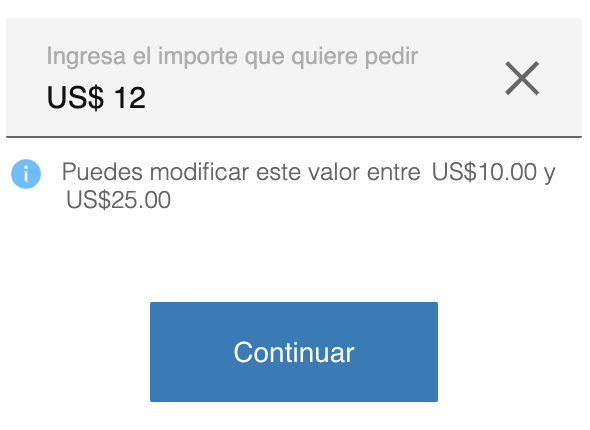 Ingresa el importe que quiere pedir
US$ 12
Puedes modificar este valor entre US$10.00 y
US$25.00
Continuar